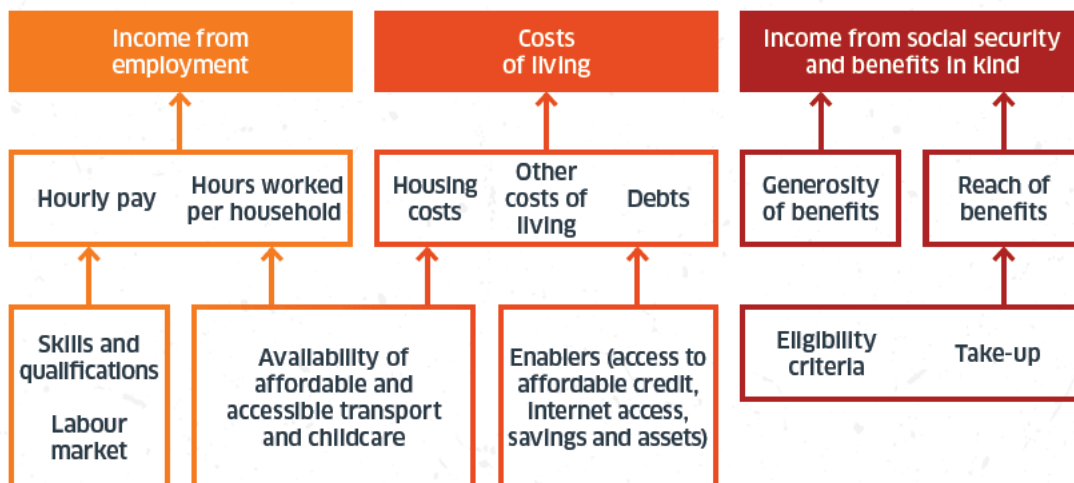 Income from
employment
Costs
of living
Income from social security
and benefits in kind
Hourly pay
Hours worked
per household
Housing
costs
Other
costs of
living
Debts
Generosity
of benefits
Reach of
benefits
Skills and
qualifications
Labour
market
Availability of
affordable and
accessible transport
and childcare
Enablers (access to
affordable credit,
internet access,
savings and assets)
Eligibility
criteria
Take-up